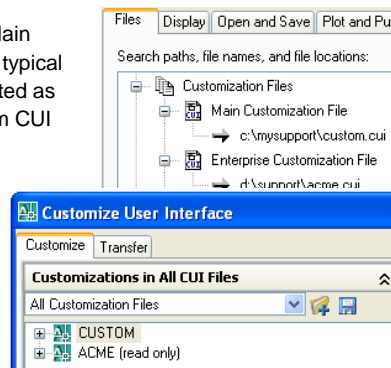 lain
typical
ted as
m CUI
Files Display Open and Save Plot and Pu
Search paths, file names, and file locations:
Customization Files
Main Customization File
c:\mysupport\custom.cui
Enterprise Customization File
d:\support\acme.cui
Customize User Interface
Customize Transfer
Customizations in All CUI Files
All Customization Files
CUSTOM
ACME (read only)